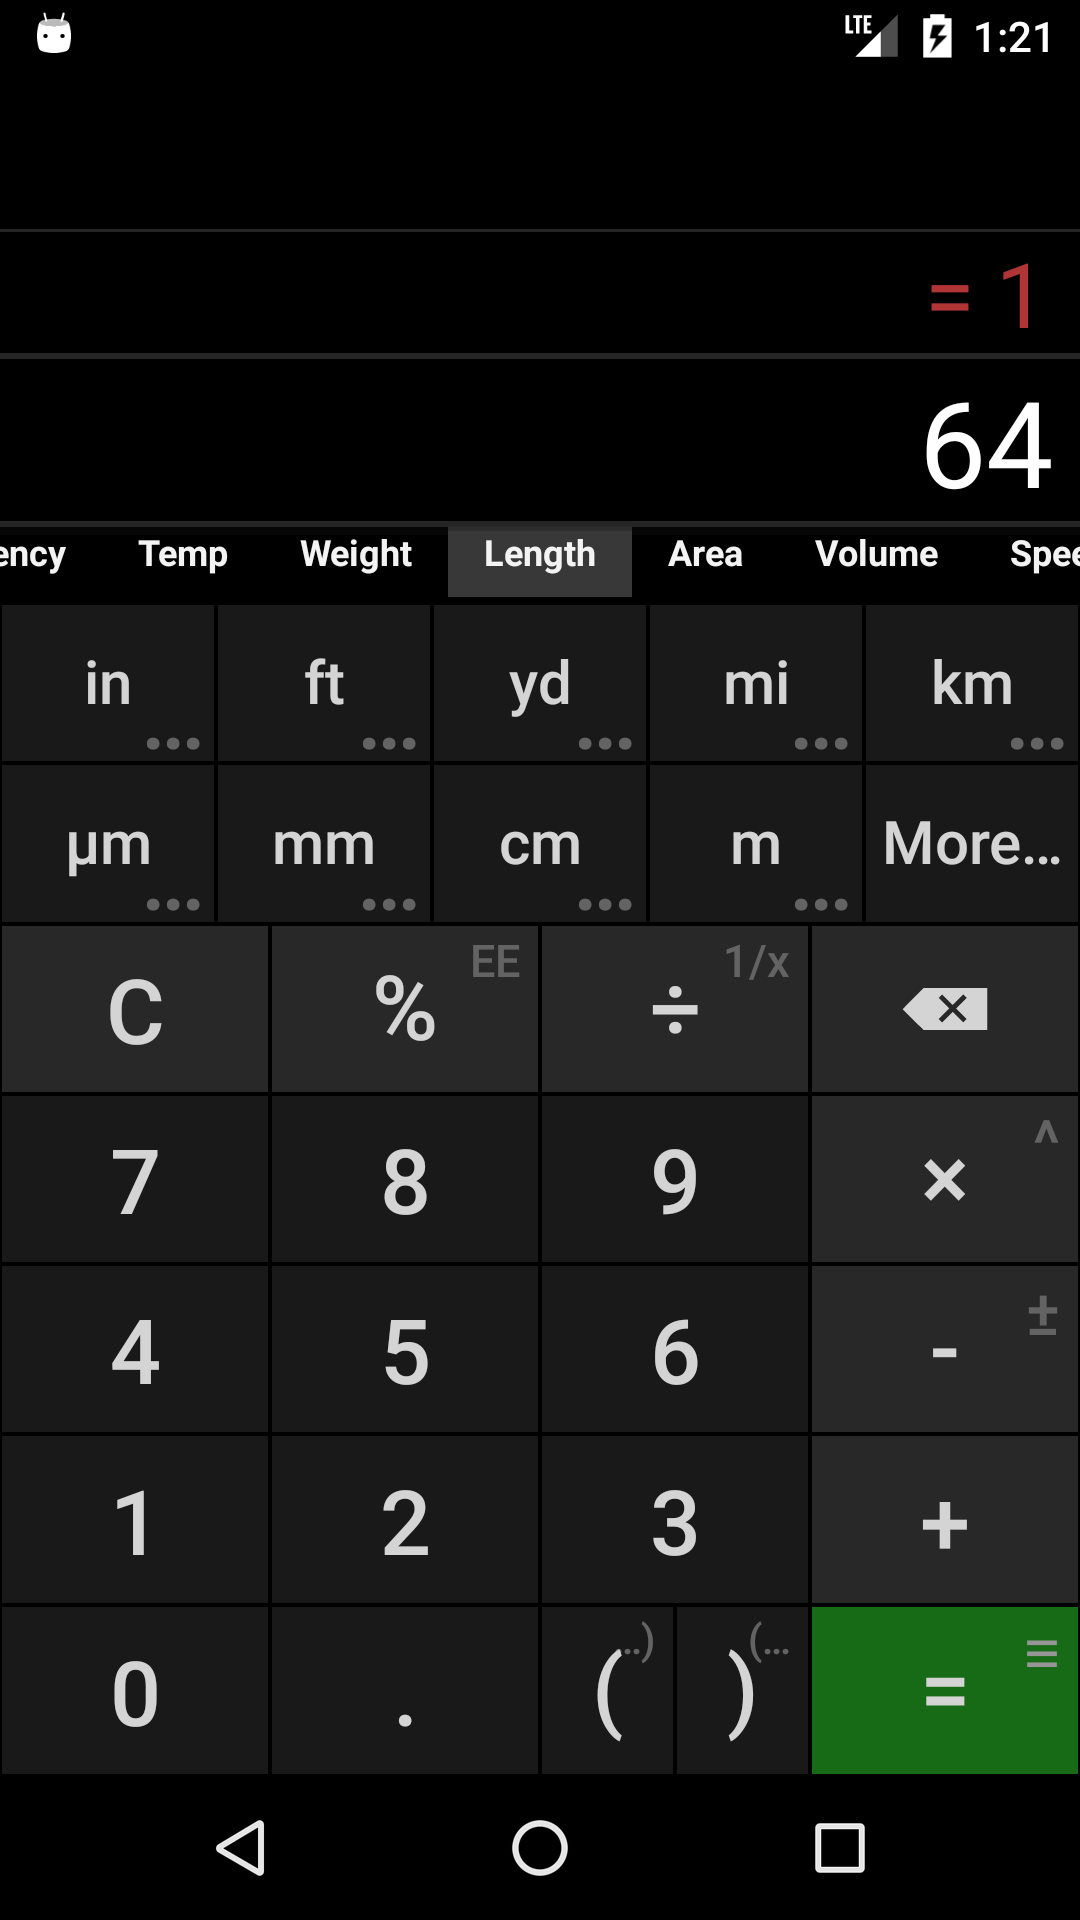 LTE 1:21
= 1
64
ency Temp Weight Length Area Volume Spee
in ft yd mi km
µm mm cm m More...
C % EE ÷ 1/x
7 8 9 × ^
4 5 6 - ±
1 2 3 +
0 . ( ..) ) (... =